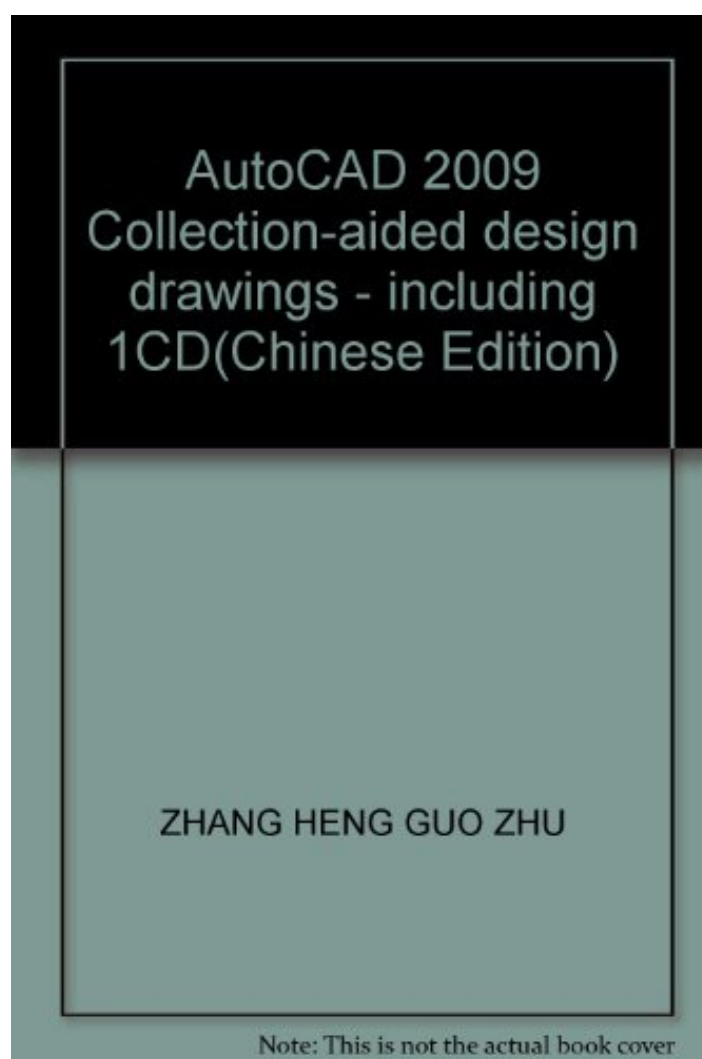 AutoCAD 2009
Collection-aided design
drawings - including
1CD(Chinese Edition)
ZHANG HENG GUO ZHU
Note: This is not the actual book cover